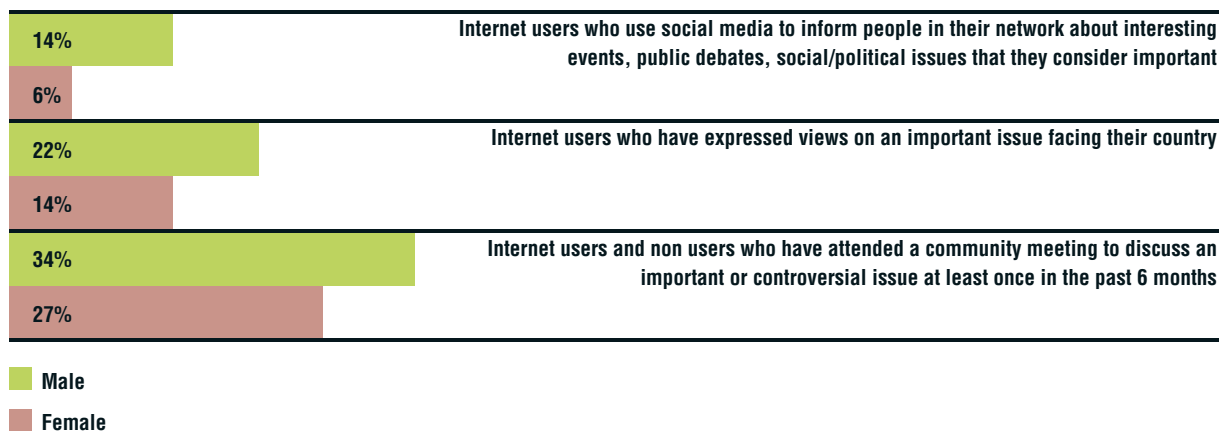 14%
Internet users who use social media to inform people in their network about interesting
events, public debates, social/political issues that they consider important
6%
22%
Internet users who have expressed views on an important issue facing their country
14%
34%
Internet users and non users who have attended a community meeting to discuss an
important or controversial issue at least once in the past 6 months
27%
Male
Female